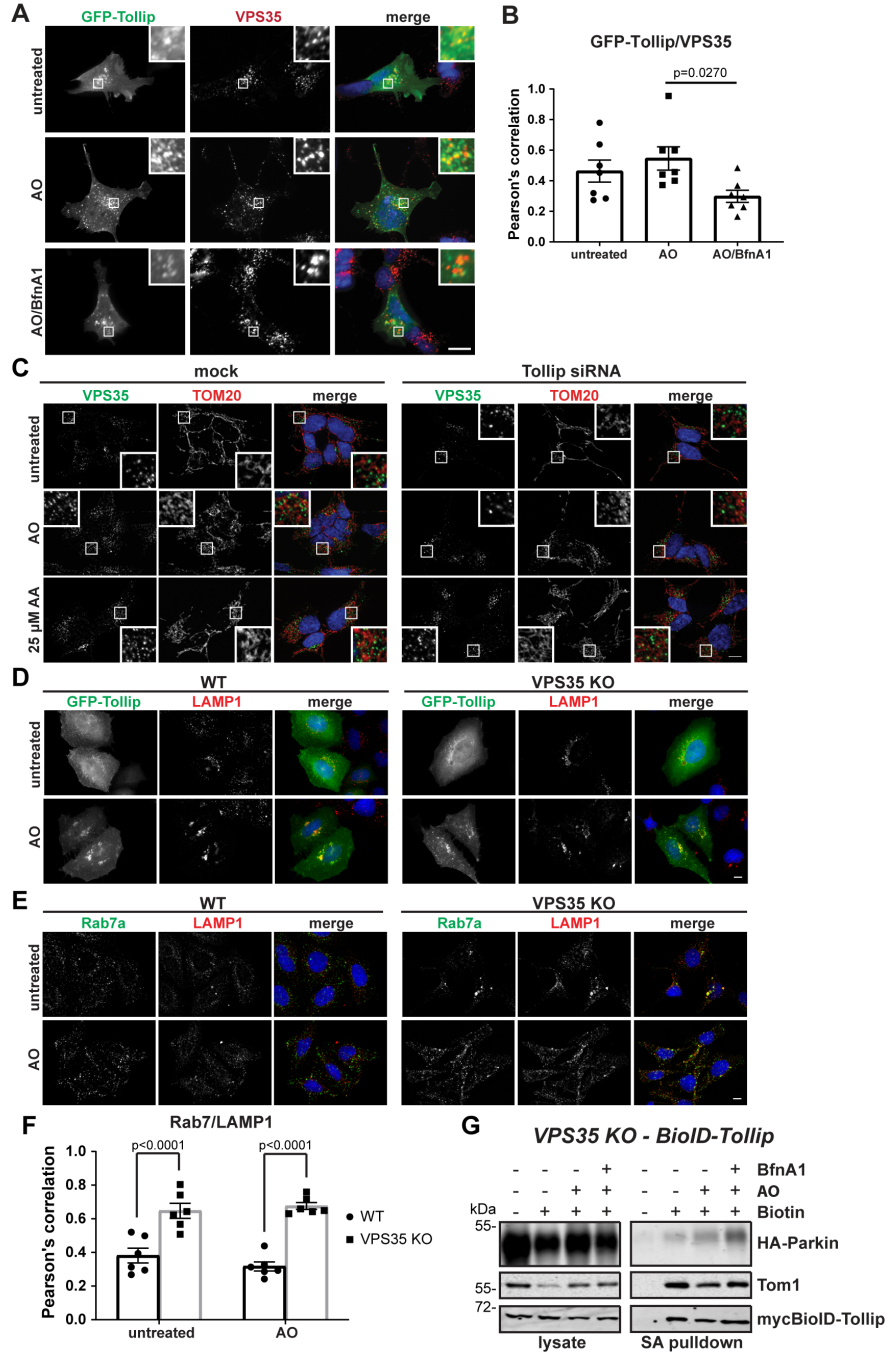 A
GFP-Tollip VPS35 merge
untreated
AO
AO/BfnA1
B
GFP-Tollip/VPS35
p=0.0270
Pearson's correlation
1.0
0.8
0.6
0.4
0.2
0.0
untreated AO AO/BfnA1
C
mock Tollip siRNA
VPS35 TOM20 merge VPS35 TOM20 merge
untreated
AO
25 µM AA
D
WT VPS35 KO
GFP-Tollip LAMP1 merge GFP-Tollip LAMP1 merge
untreated
AO
E
WT VPS35 KO
Rab7a LAMP1 merge Rab7a LAMP1 merge
untreated
AO
F
Rab7/LAMP1
p<0.0001 p<0.0001
Pearson's correlation
1.0
0.8
0.6
0.4
0.2
0.0
untreated AO
WT
VPS35 KO
G
VPS35 KO - BioID-Tollip
- - - + - - - + BfnA1
- - + + - - + + AO
- + + + - + + + Biotin
kDa
55- 55- HA-Parkin
55- 55- Tom1
72- 72- mycBioID-Tollip
lysate SA pulldown